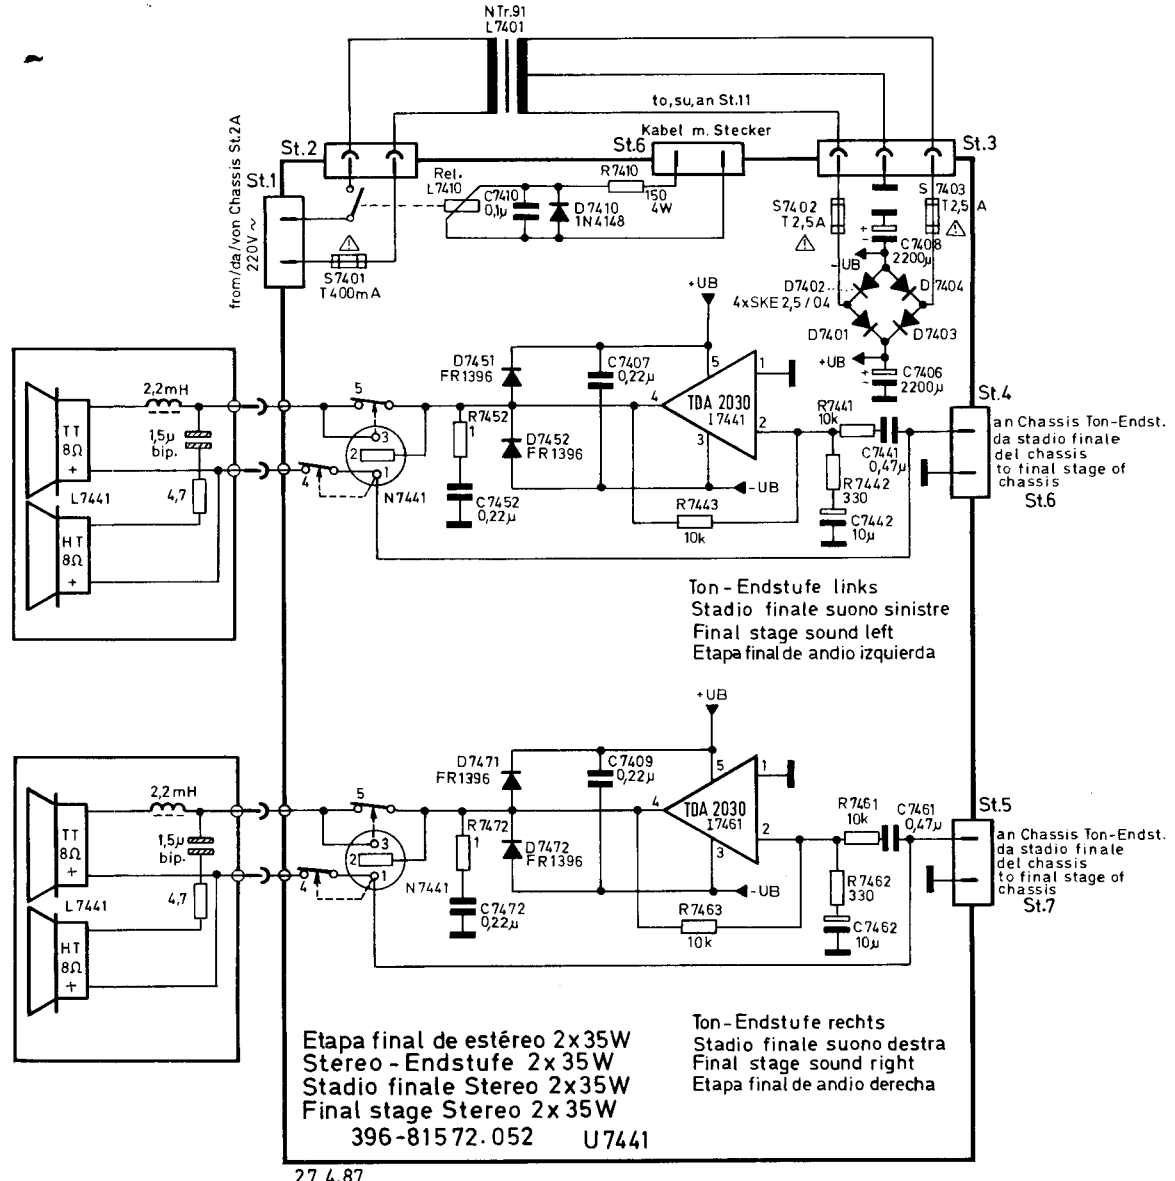 NTr.91
L7401
to,su,an St.11
Kabel m. Stecker
St.6
St.2
St.3
St.1
from/da/von Chassis St.2A
220V~
Rel.
L7410
C7410
0,1µ
D7410
1N4148
R7410
150
4W
S7401
T400mA
S7402
T2,5A
S7403
T2,5A
C7408
2200µ
-UB
D7402
D7404
4xSKE2,5/04
D7401
D7403
+UB
C7406
2200µ
+UB
2,2mH
TT
8Ω
+
1,5µ
bip.
L7441
4,7
HT
8Ω
+
5
3
2
1
4
N7441
D7451
FR1396
R7452
1
D7452
FR1396
C7452
0,22µ
C7407
0,22µ
5
1
4
TDA 2030
I7441
2
3
-UB
R7443
10k
R7441
10k
C7441
0,47µ
R7442
330
C7442
10µ
St.4
an Chassis Ton-Endst.
da stadio finale
del chassis
to final stage of
chassis
St.6
Ton-Endstufe links
Stadio finale suono sinistre
Final stage sound left
Etapa final de andio izquierda
+UB
2,2mH
TT
8Ω
+
1,5µ
bip.
L7441
4,7
HT
8Ω
+
5
3
2
1
4
N7441
D7471
FR1396
R7472
1
D7472
FR1396
C7472
0,22µ
C7409
0,22µ
5
1
4
TDA 2030
I7461
2
3
-UB
R7463
10k
R7461
10k
C7461
0,47µ
R7462
330
C7462
10µ
St.5
an Chassis Ton-Endst.
da stadio finale
del chassis
to final stage of
chassis
St.7
Ton-Endstufe rechts
Stadio finale suono destra
Final stage sound right
Etapa final de andio derecha
Etapa final de estéreo 2x35W
Stereo-Endstufe 2x35W
Stadio finale Stereo 2x35W
Final stage Stereo 2x35W
396-81572.052 U7441
27.4.87